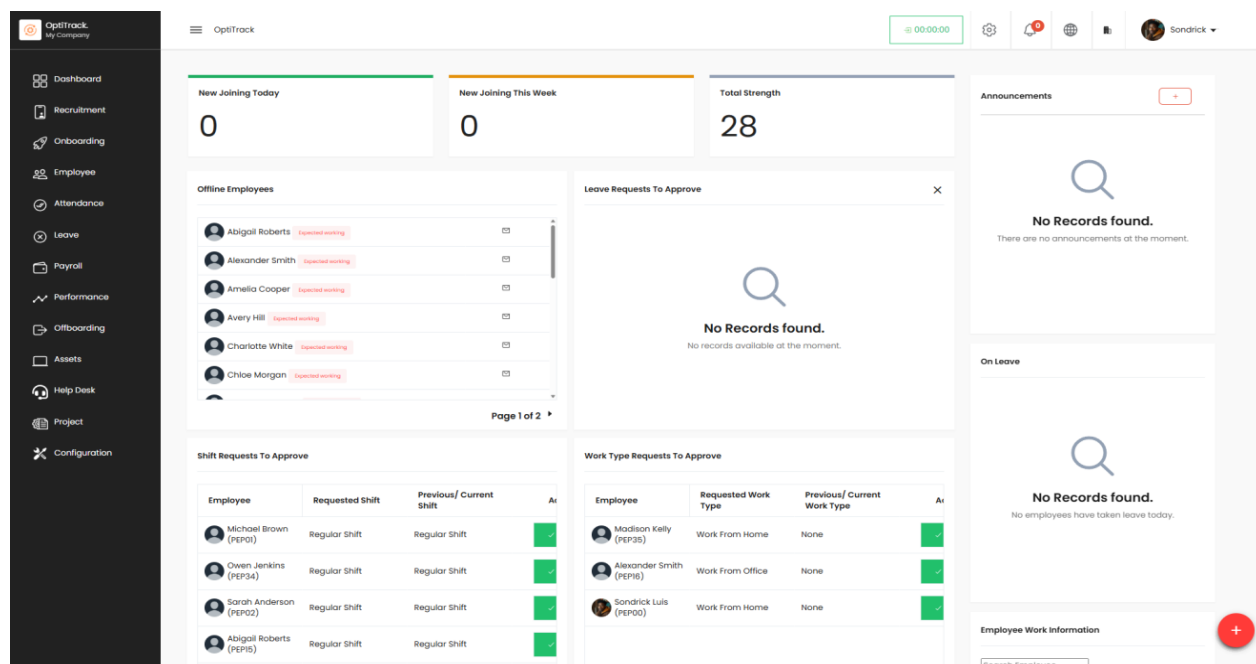 OptiTrack.
My Company
OptiTrack
00:00:00
0
Sondrick
Dashboard
Recruitment
Onboarding
Employee
Attendance
Leave
Payroll
Performance
Offboarding
Assets
Help Desk
Project
Configuration
New Joining Today
0
New Joining This Week
0
Total Strength
28
Offline Employees
Abigail Roberts Expected working
Alexander Smith Expected working
Amelia Cooper Expected working
Avery Hill Expected working
Charlotte White Expected working
Chloe Morgan Expected working
Page 1 of 2
Leave Requests To Approve
No Records found.
No records available at the moment.
Announcements
+
No Records found.
There are no announcements at the moment.
On Leave
No Records found.
No employees have taken leave today.
Shift Requests To Approve
Employee Requested Shift Previous/ Current Shift Ac
Michael Brown (PEP01) Regular Shift Regular Shift
Owen Jenkins (PEP34) Regular Shift Regular Shift
Sarah Anderson (PEP02) Regular Shift Regular Shift
Abigail Roberts (PEP15) Regular Shift Regular Shift
Work Type Requests To Approve
Employee Requested Work Type Previous/ Current Work Type Ac
Madison Kelly (PEP35) Work From Home None
Alexander Smith (PEP16) Work From Office None
Sondrick Luis (PEP00) Work From Home None
Employee Work Information
Search Employee
+